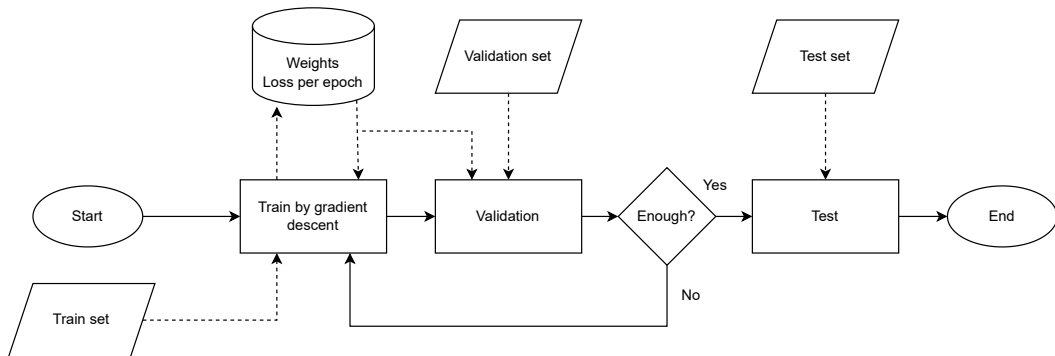 Weights
Loss per epoch
Validation set
Test set
Start
Train by gradient
descent
Validation
Enough?
Yes
Test
End
No
Train set